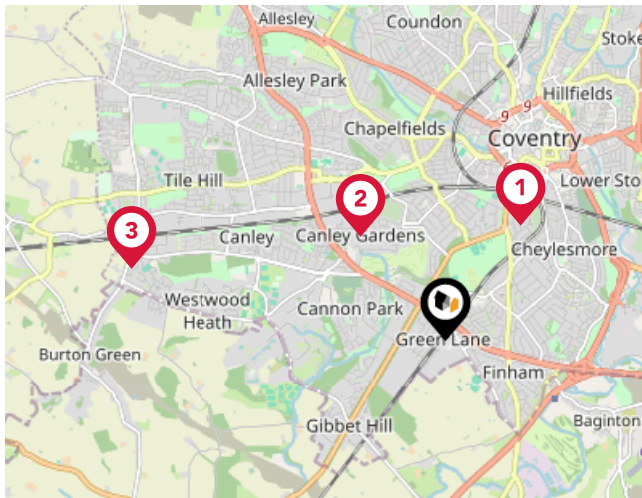 Allesley
Coundon
Stoke
Allesley Park
Hillfields
9
9
Chapelfields
Coventry
Tile Hill
1
Lower Sto
2
3
Canley
Canley Gardens
Cheylesmore
Westwood
Heath
Cannon Park
Green Lane
Burton Green
Finham
Gibbet Hill
Baginton